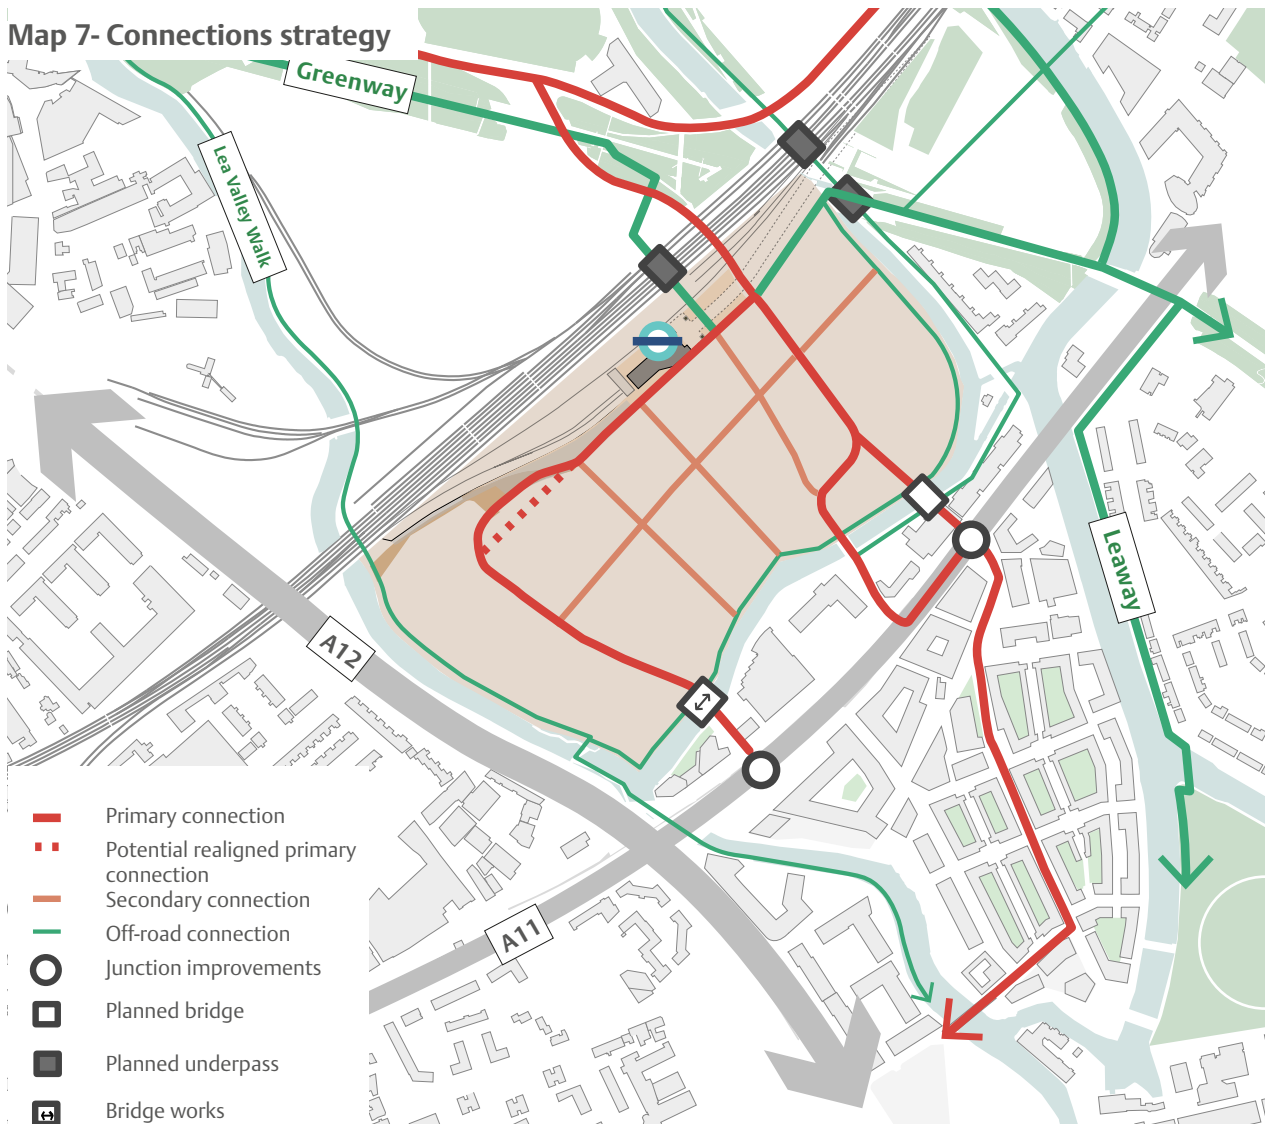 Map 7- Connections strategy
Greenway
Lea Valley Walk
A12
Leaway
A11
Primary connection
Potential realigned primary
connection
Secondary connection
Off-road connection
Junction improvements
Planned bridge
Planned underpass
Bridge works